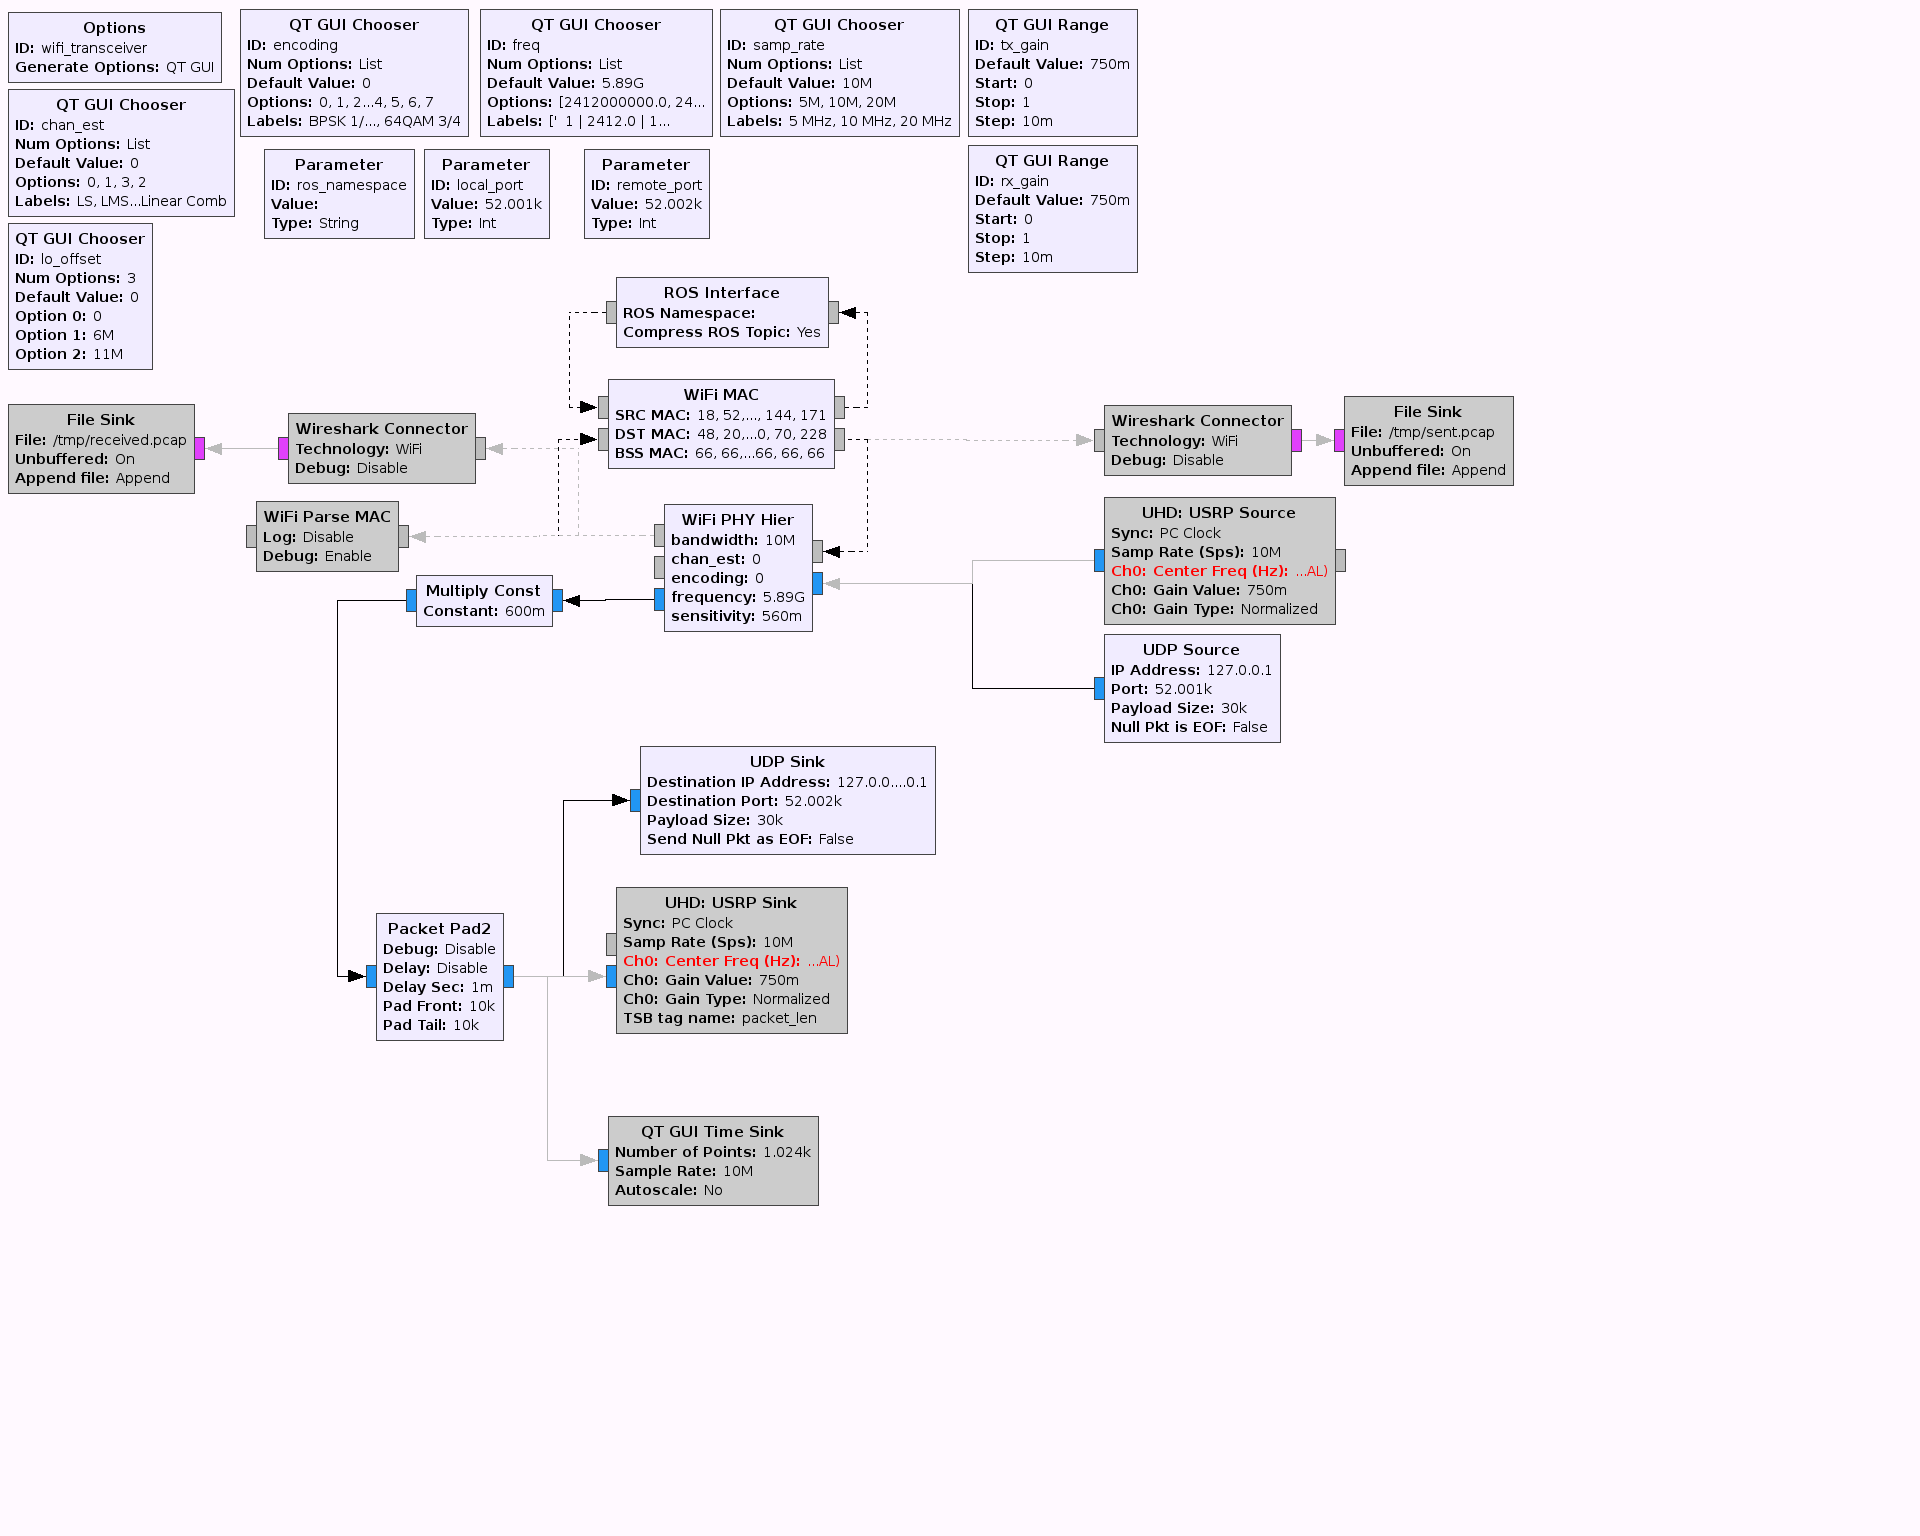 Options
ID: wifi_transceiver
Generate Options: QT GUI
QT GUI Chooser
ID: encoding
Num Options: List
Default Value: 0
Options: 0, 1, 2...4, 5, 6, 7
Labels: BPSK 1/..., 64QAM 3/4
QT GUI Chooser
ID: freq
Num Options: List
Default Value: 5.89G
Options: [2412000000.0, 24...
Labels: [' 1 | 2412.0 | 1...
QT GUI Chooser
ID: samp_rate
Num Options: List
Default Value: 10M
Options: 5M, 10M, 20M
Labels: 5 MHz, 10 MHz, 20 MHz
QT GUI Range
ID: tx_gain
Default Value: 750m
Start: 0
Stop: 1
Step: 10m
QT GUI Chooser
ID: chan_est
Num Options: List
Default Value: 0
Options: 0, 1, 3, 2
Labels: LS, LMS...Linear Comb
Parameter
ID: ros_namespace
Value:
Type: String
Parameter
ID: local_port
Value: 52.001k
Type: Int
Parameter
ID: remote_port
Value: 52.002k
Type: Int
QT GUI Range
ID: rx_gain
Default Value: 750m
Start: 0
Stop: 1
Step: 10m
QT GUI Chooser
ID: lo_offset
Num Options: 3
Default Value: 0
Option 0: 0
Option 1: 6M
Option 2: 11M
ROS Interface
ROS Namespace:
Compress ROS Topic: Yes
WiFi MAC
SRC MAC: 18, 52,..., 144, 171
DST MAC: 48, 20,...0, 70, 228
BSS MAC: 66, 66,...66, 66, 66
File Sink
File: /tmp/received.pcap
Unbuffered: On
Append file: Append
Wireshark Connector
Technology: WiFi
Debug: Disable
Wireshark Connector
Technology: WiFi
Debug: Disable
File Sink
File: /tmp/sent.pcap
Unbuffered: On
Append file: Append
WiFi Parse MAC
Log: Disable
Debug: Enable
WiFi PHY Hier
bandwidth: 10M
chan_est: 0
encoding: 0
frequency: 5.89G
sensitivity: 560m
UHD: USRP Source
Sync: PC Clock
Samp Rate (Sps): 10M
Ch0: Center Freq (Hz): ...AL)
Ch0: Gain Value: 750m
Ch0: Gain Type: Normalized
Multiply Const
Constant: 600m
UDP Source
IP Address: 127.0.0.1
Port: 52.001k
Payload Size: 30k
Null Pkt is EOF: False
UDP Sink
Destination IP Address: 127.0.0....0.1
Destination Port: 52.002k
Payload Size: 30k
Send Null Pkt as EOF: False
UHD: USRP Sink
Sync: PC Clock
Samp Rate (Sps): 10M
Ch0: Center Freq (Hz): ...AL)
Ch0: Gain Value: 750m
Ch0: Gain Type: Normalized
TSB tag name: packet_len
Packet Pad2
Debug: Disable
Delay: Disable
Delay Sec: 1m
Pad Front: 10k
Pad Tail: 10k
QT GUI Time Sink
Number of Points: 1.024k
Sample Rate: 10M
Autoscale: No